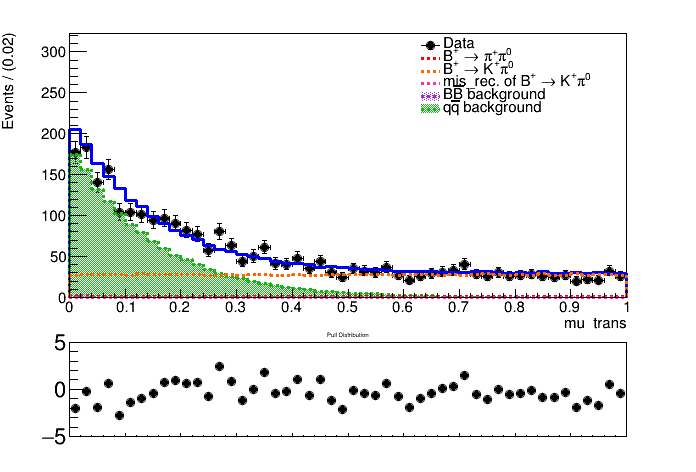 Events / (0.02)
300
250
200
150
100
50
0
0 0.1 0.2 0.3 0.4 0.5 0.6 0.7 0.8 0.9 1
mu trans
Data
B⁺ → π⁺π⁰
B⁺ → K⁺π⁰
mis_rec. of B⁺ → K⁺π⁰
BB̅ background
qq̅ background
Pull Distribution
5
0
−5